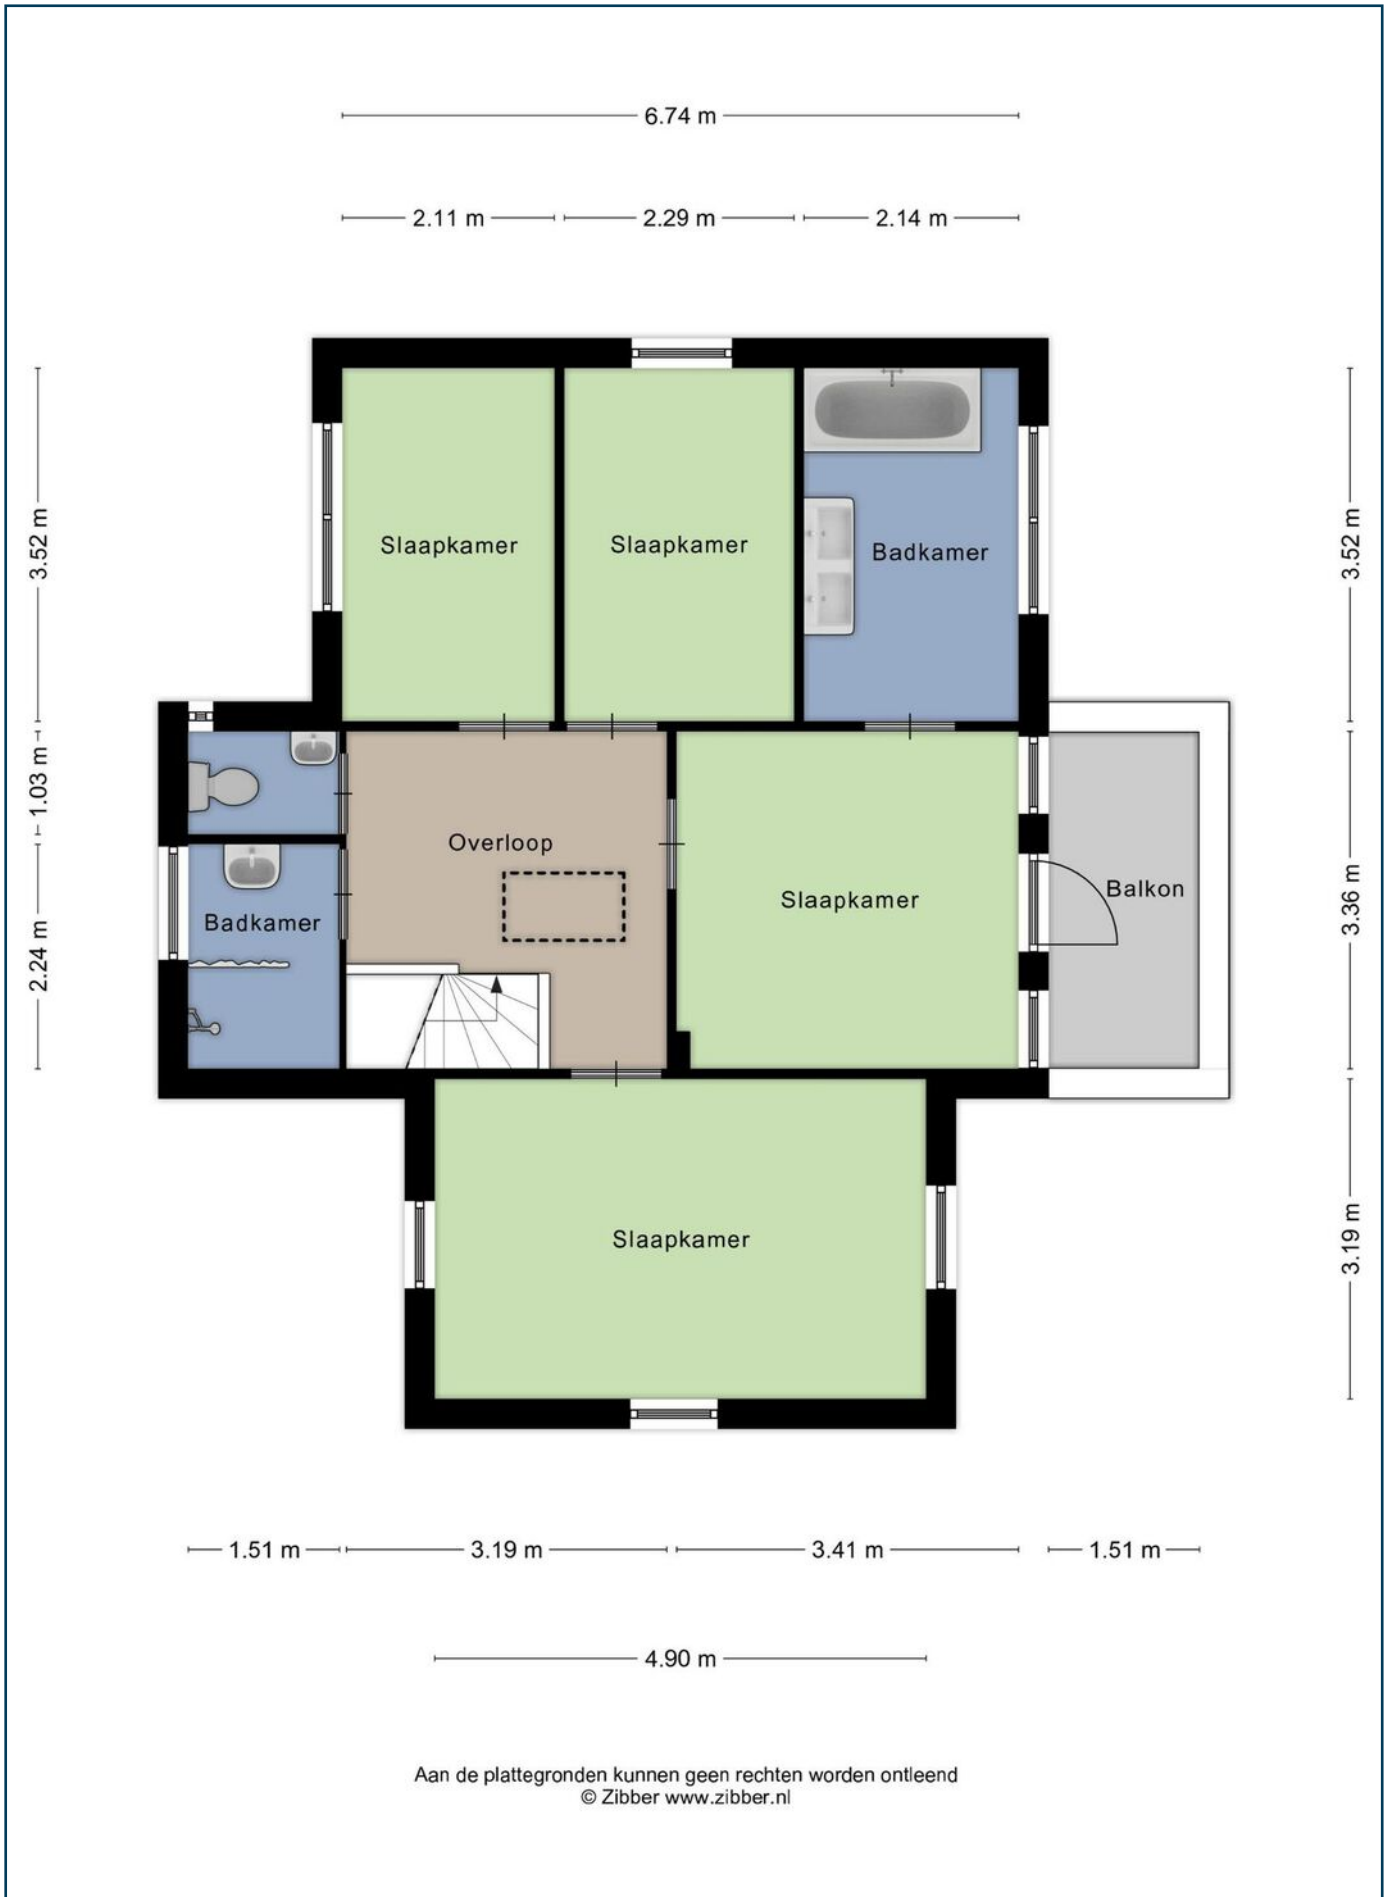 6.74 m
2.11 m
2.29 m
2.14 m
3.52 m
3.52 m
Slaapkamer
Slaapkamer
Badkamer
1.03 m
Overloop
Slaapkamer
Balkon
3.36 m
Badkamer
2.24 m
Slaapkamer
3.19 m
1.51 m
3.19 m
3.41 m
1.51 m
4.90 m
Aan de plattegronden kunnen geen rechten worden ontleend
© Zibber www.zibber.nl